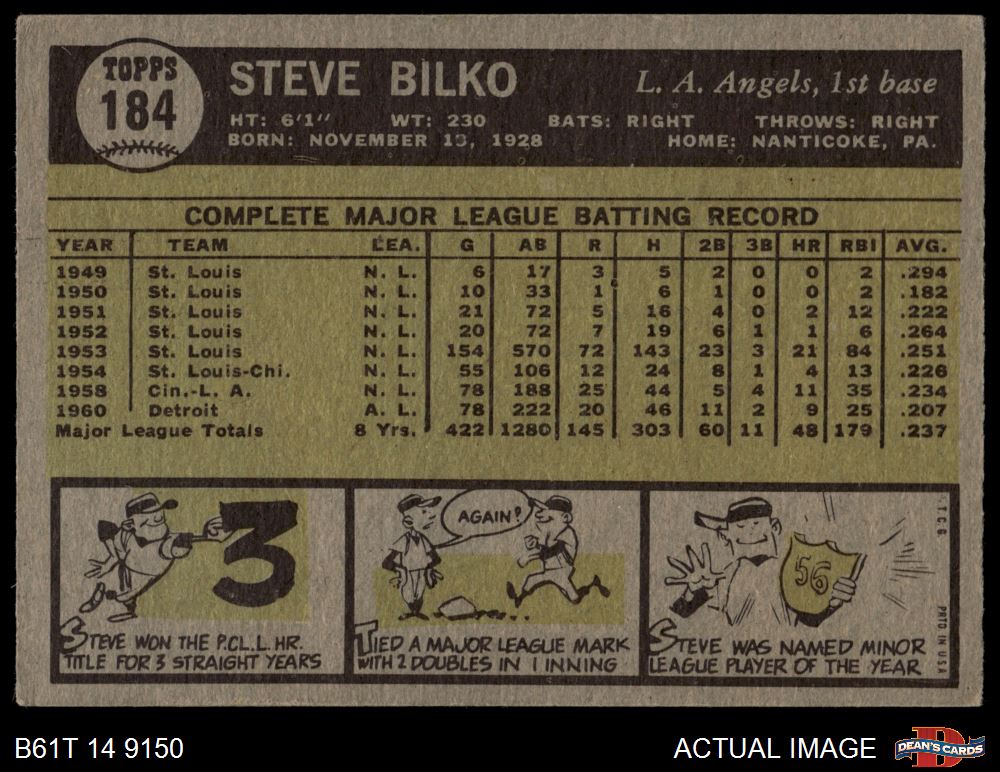 TOPPS
184
STEVE BILKO
L. A. Angels, 1st base
HT: 6'1" WT: 230 BATS: RIGHT THROWS: RIGHT
BORN: NOVEMBER 13, 1928 HOME: NANTICOKE, PA.
COMPLETE MAJOR LEAGUE BATTING RECORD
YEAR TEAM LEA. G AB R H 2B 3B HR RBI AVG.
1949 St. Louis N. L. 6 17 3 5 2 0 0 2 .294
1950 St. Louis N. L. 10 33 1 6 1 0 0 2 .182
1951 St. Louis N. L. 21 72 5 16 4 0 2 12 .222
1952 St. Louis N. L. 20 72 7 19 6 1 1 6 .264
1953 St. Louis N. L. 154 570 72 143 23 3 21 84 .251
1954 St. Louis-Chi. N. L. 55 106 12 24 8 1 4 13 .226
1958 Cin.-L. A. N. L. 78 188 25 44 5 4 11 35 .234
1960 Detroit A. L. 78 222 20 46 11 2 9 25 .207
Major League Totals 8 Yrs. 422 1280 145 303 60 11 48 179 .237
3
STEVE WON THE P.C.L. HR.
TITLE FOR 3 STRAIGHT YEARS
AGAIN?
TIED A MAJOR LEAGUE MARK
WITH 2 DOUBLES IN 1 INNING
56
STEVE WAS NAMED MINOR
LEAGUE PLAYER OF THE YEAR
T.C.G.
PRTD IN U.S.A.
B61T 14 9150
ACTUAL IMAGE
D
DEAN'S CARDS